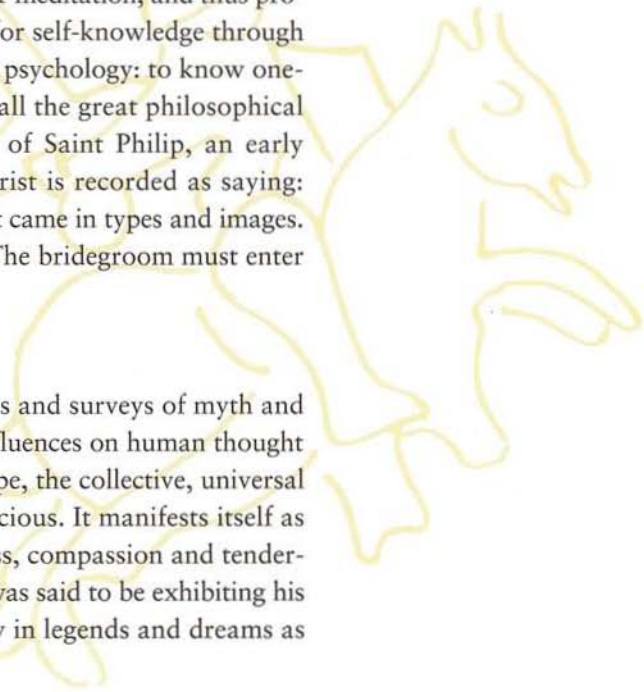 meditation, and thus pro-
or self-knowledge through
psychology: to know one-
all the great philosophical
of Saint Philip, an early
rist is recorded as saying:
came in types and images.
he bridegroom must enter
s and surveys of myth and
fluences on human thought
pe, the collective, universal
cious. It manifests itself as
ss, compassion and tender-
was said to be exhibiting his
in legends and dreams as